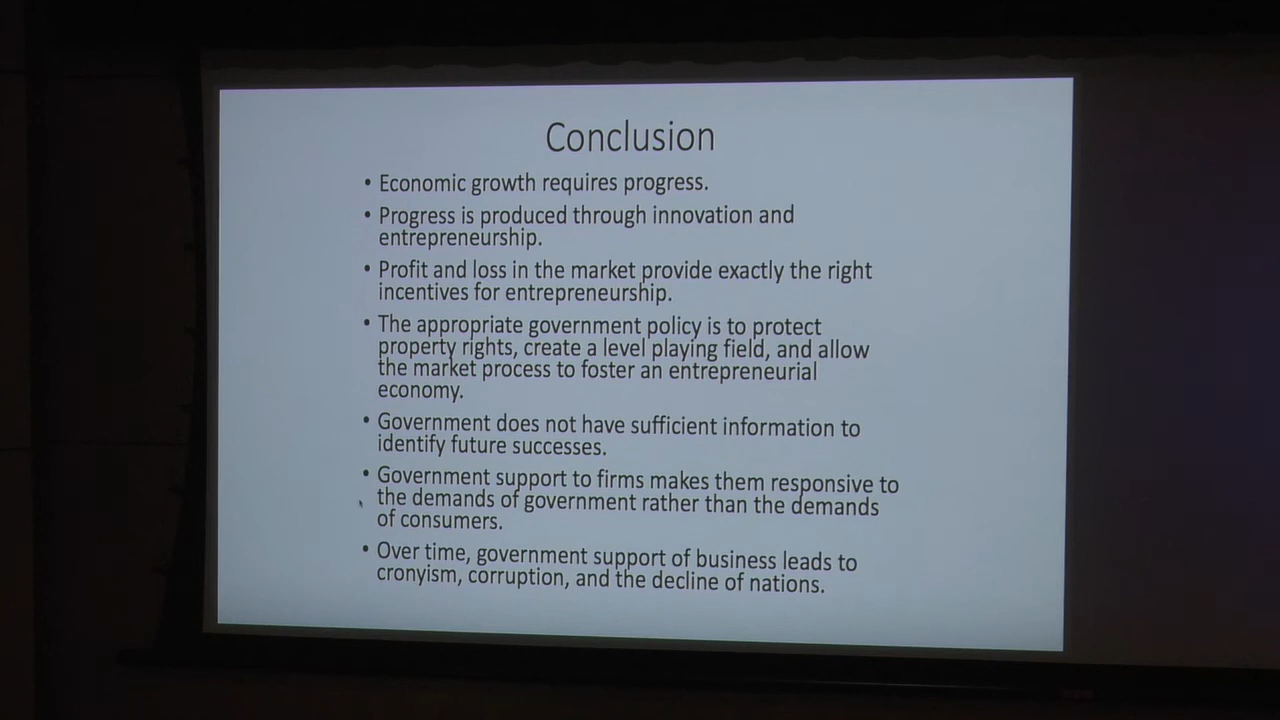 Conclusion
• Economic growth requires progress.
• Progress is produced through innovation and
entrepreneurship.
• Profit and loss in the market provide exactly the right
incentives for entrepreneurship.
• The appropriate government policy is to protect
property rights, create a level playing field, and allow
the market process to foster an entrepreneurial
economy.
• Government does not have sufficient information to
identify future successes.
• Government support to firms makes them responsive to
the demands of government rather than the demands
of consumers.
• Over time, government support of business leads to
cronyism, corruption, and the decline of nations.